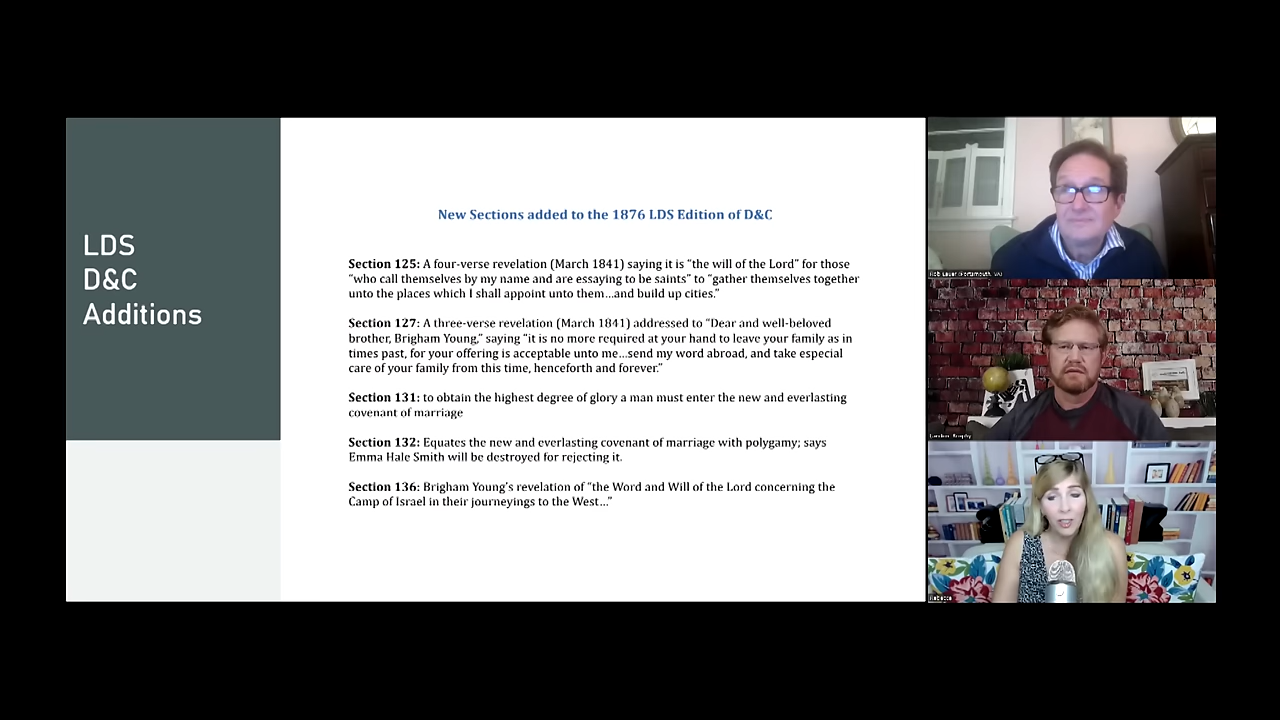 LDS
D&C
Additions
New Sections added to the 1876 LDS Edition of D&C
Section 125: A four-verse revelation (March 1841) saying it is “the will of the Lord” for those
“who call themselves by my name and are essaying to be saints” to “gather themselves together
unto the places which I shall appoint unto them…and build up cities.”
Section 127: A three-verse revelation (March 1841) addressed to “Dear and well-beloved
brother, Brigham Young,” saying “it is no more required at your hand to leave your family as in
times past, for your offering is acceptable unto me…send my word abroad, and take especial
care of your family from this time, henceforth and forever.”
Section 131: to obtain the highest degree of glory a man must enter the new and everlasting
covenant of marriage
Section 132: Equates the new and everlasting covenant of marriage with polygamy; says
Emma Hale Smith will be destroyed for rejecting it.
Section 136: Brigham Young’s revelation of “the Word and Will of the Lord concerning the
Camp of Israel in their journeyings to the West…”
Rob Lauer (Portsmouth, VA)